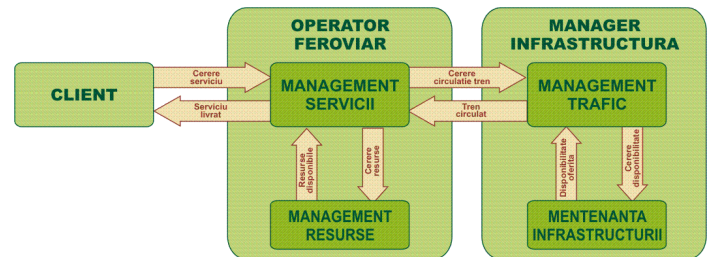 OPERATOR
FEROVIAR
MANAGER
INFRASTRUCTURA
CLIENT
Cerere
serviciu
Serviciu
livrat
MANAGEMENT
SERVICII
Cerere
circulatie tren
Tren
circulat
MANAGEMENT
TRAFIC
Resurse
disponibile
Cerere
resurse
Disponibilitate
oferita
Cerere
disponibilitate
MANAGEMENT
RESURSE
MENTENANTA
INFRASTRUCTURII